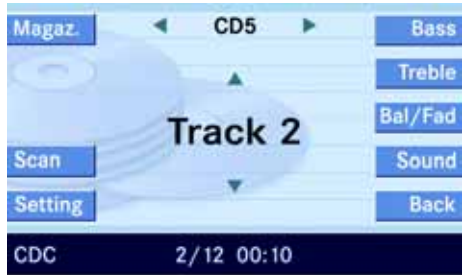 Magaz. CD5 Bass
Treble
Bal/Fad
Track 2
Scan Sound
Setting Back
CDC 2/12 00:10